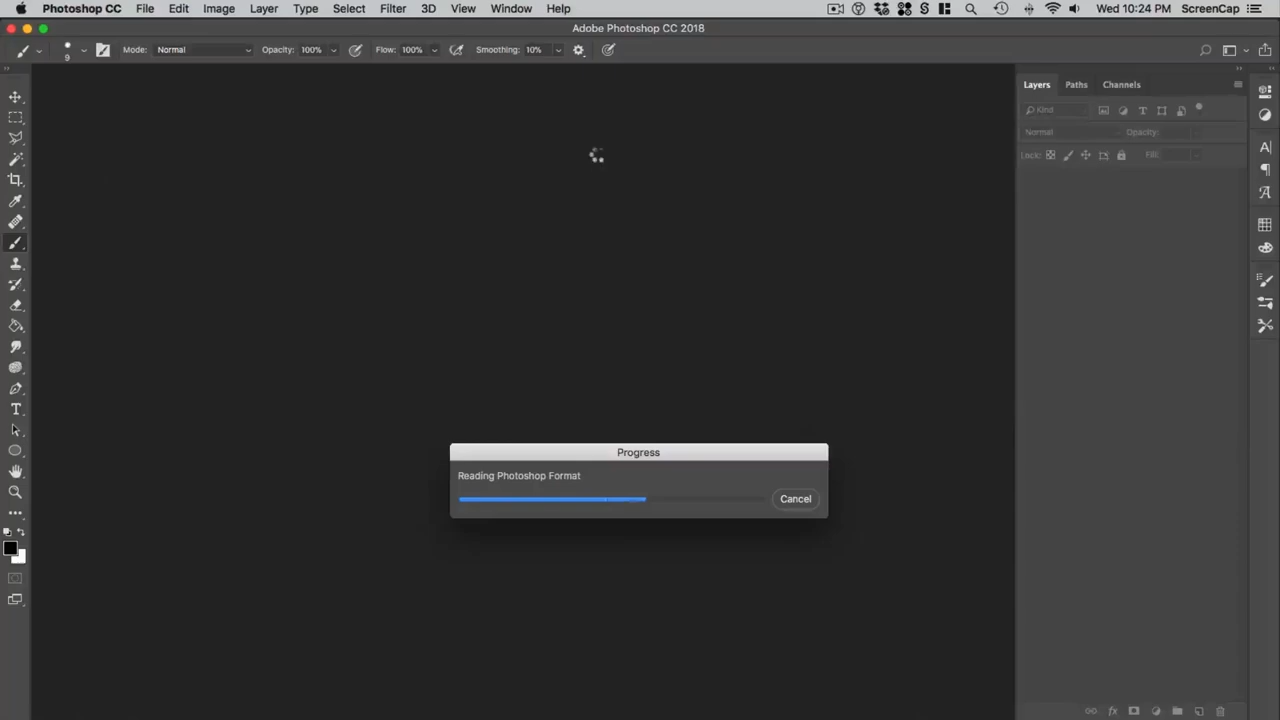 Photoshop CC File Edit Image Layer Type Select Filter 3D View Window Help Wed 10:24 PM ScreenCap
Adobe Photoshop CC 2018
9 Mode: Normal Opacity: 100% Flow: 100% Smoothing: 10%
Layers Paths Channels
Kind
Normal Opacity:
Lock: Fill:
Progress
Reading Photoshop Format
Cancel